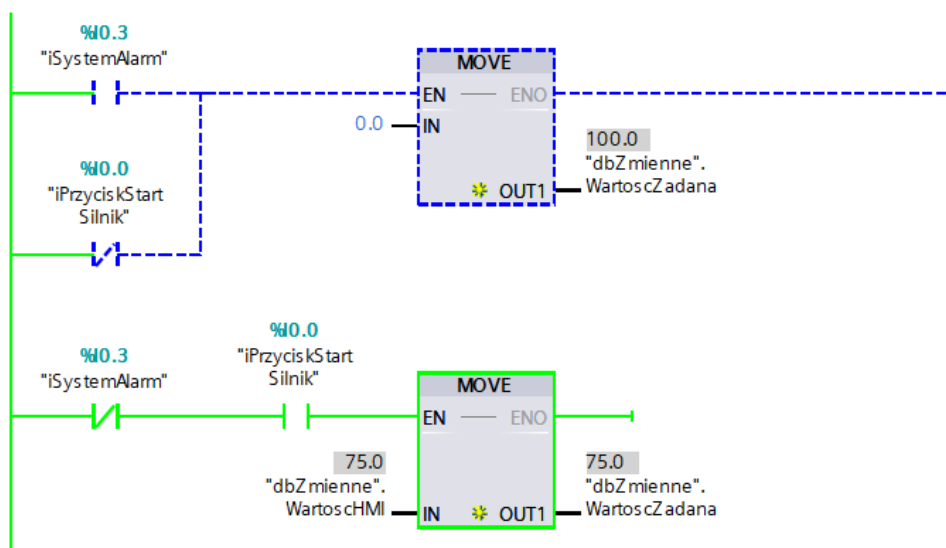 %I0.3
"iSystemAlarm"
MOVE
EN
ENO
0.0
IN
100.0
"dbZmienne".
WartoscZadana
OUT1
%I0.0
"iPrzyciskStart
Silnik"
%I0.3
"iSystemAlarm"
%I0.0
"iPrzyciskStart
Silnik"
MOVE
EN
ENO
75.0
"dbZmienne".
WartoscHMI
IN
OUT1
75.0
"dbZmienne".
WartoscZadana